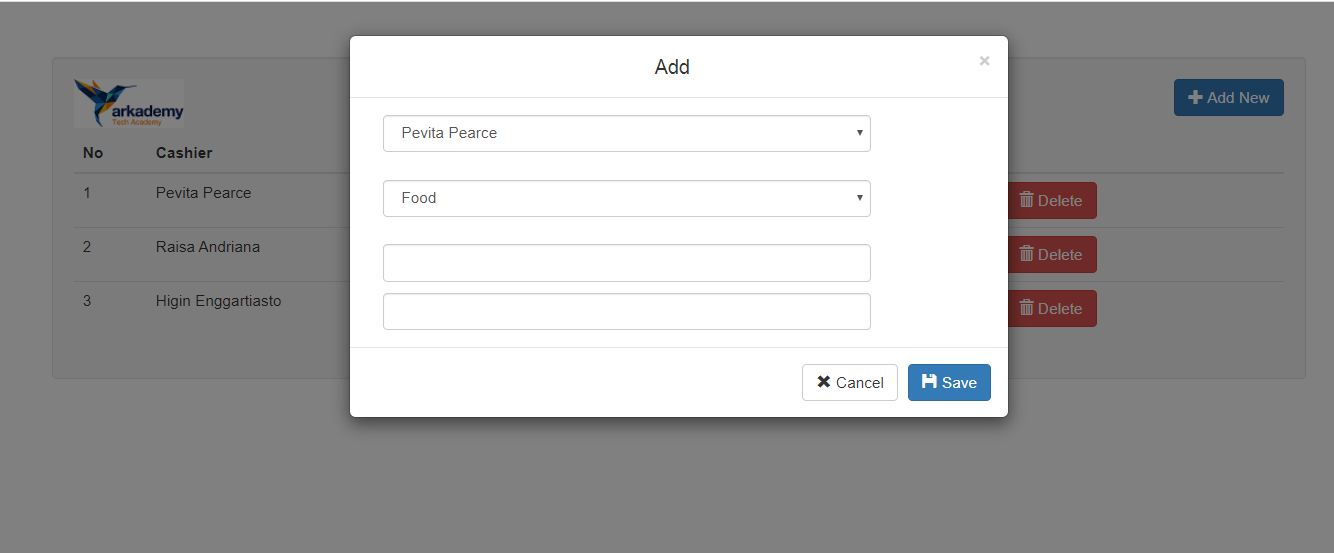 Add
×
Pevita Pearce
Food
Cancel
Save
arkademy
Tech Academy
Add New
No Cashier
1 Pevita Pearce Delete
2 Raisa Andriana Delete
3 Higin Enggartiasto Delete